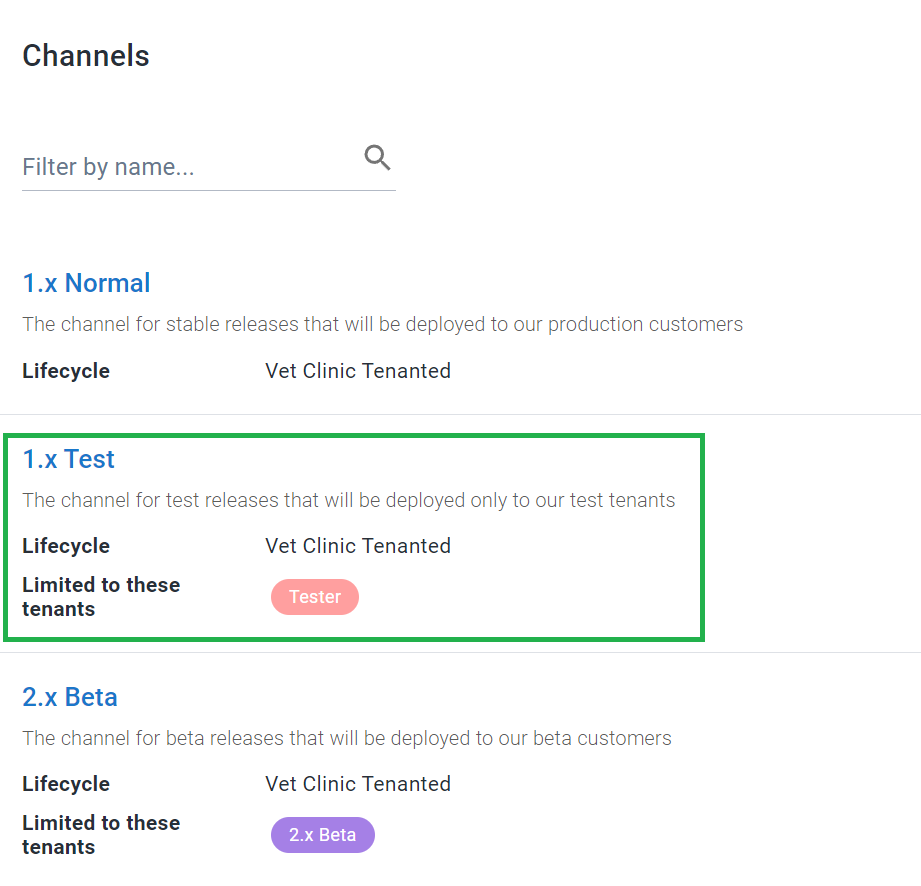 Channels
Filter by name...
1.x Normal
The channel for stable releases that will be deployed to our production customers
Lifecycle Vet Clinic Tenanted
1.x Test
The channel for test releases that will be deployed only to our test tenants
Lifecycle Vet Clinic Tenanted
Limited to these
tenants
Tester
2.x Beta
The channel for beta releases that will be deployed to our beta customers
Lifecycle Vet Clinic Tenanted
Limited to these
tenants
2.x Beta